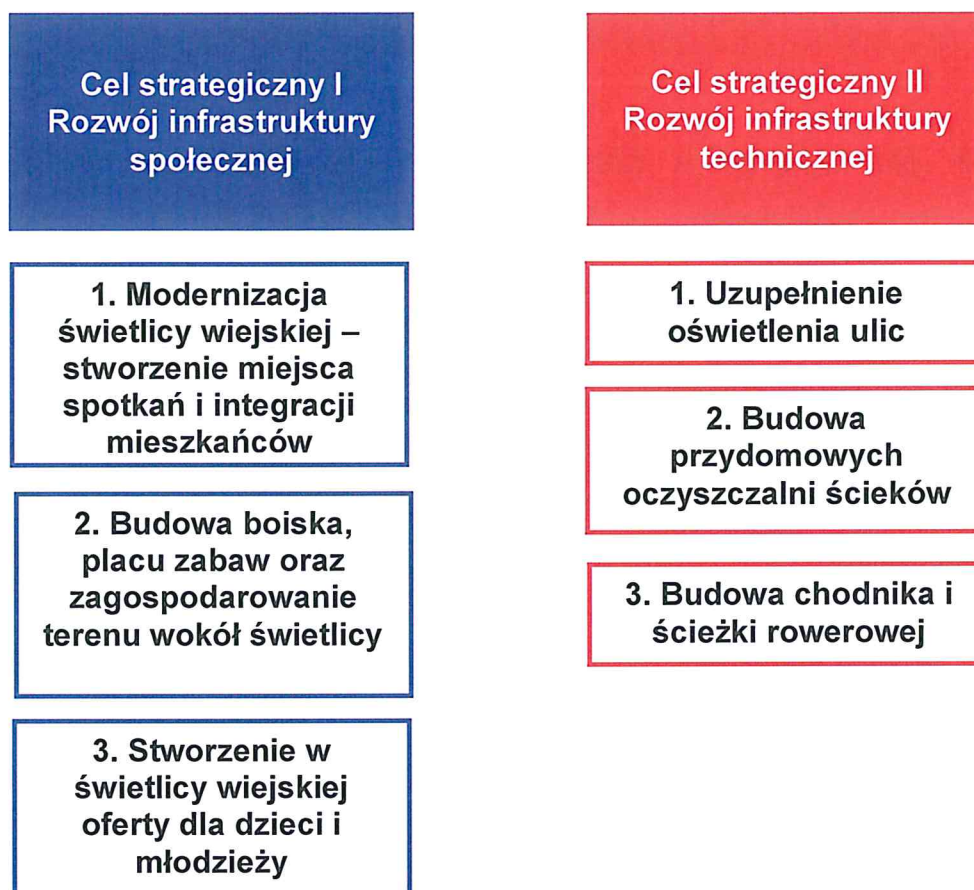 Cel strategiczny I
Rozwój infrastruktury
społecznej
1. Modernizacja
świetlicy wiejskiej –
stworzenie miejsca
spotkań i integracji
mieszkańców
2. Budowa boiska,
placu zabaw oraz
zagospodarowanie
terenu wokół świetlicy
3. Stworzenie w
świetlicy wiejskiej
oferty dla dzieci i
młodzieży
Cel strategiczny II
Rozwój infrastruktury
technicznej
1. Uzupełnienie
oświetlenia ulic
2. Budowa
przydomowych
oczyszczalni ścieków
3. Budowa chodnika i
ścieżki rowerowej